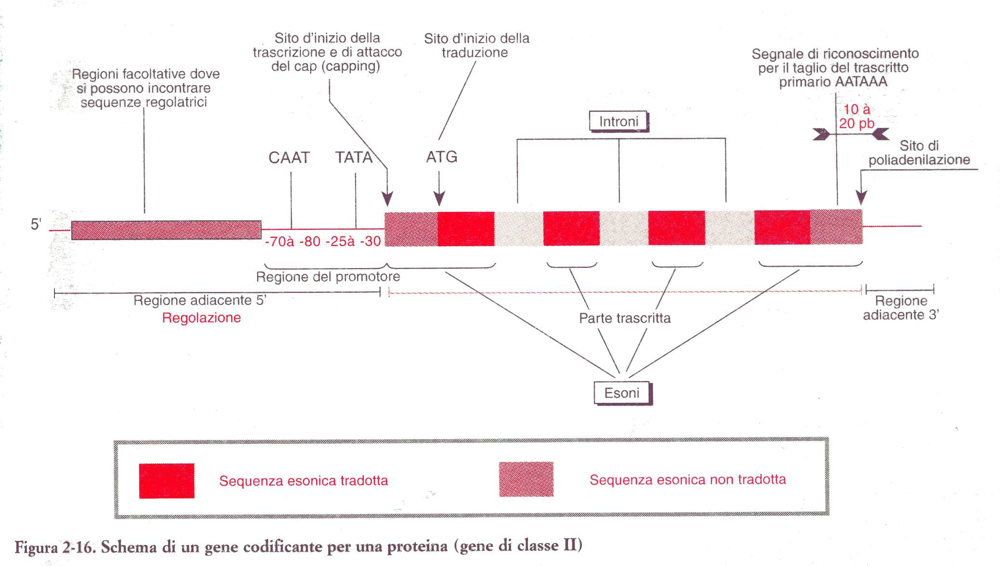 Sito d'inizio della
trascrizione e di attacco
del cap (capping)
Sito d'inizio della
traduzione
Segnale di riconoscimento
per il taglio del trascritto
primario AATAAA
Regioni facoltative dove
si possono incontrare
sequenze regolatrici
10 à
20 pb
Introni
Sito di
poliadenilazione
CAAT
TATA
ATG
5'
-70à -80 -25à -30
Regione del promotore
Regione adiacente 5'
Regolazione
Parte trascritta
Regione
adiacente 3'
Esoni
Sequenza esonica tradotta
Sequenza esonica non tradotta
Figura 2-16. Schema di un gene codificante per una proteina (gene di classe II)